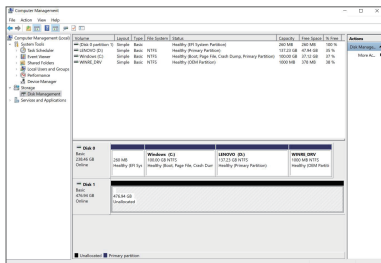 Computer Management
File Action View Help
Computer Management (Local)
System Tools
Task Scheduler
Event Viewer
Shared Folders
Local Users and Groups
Performance
Device Manager
Storage
Disk Management
Services and Applications
Volume Layout Type File System Status Capacity Free Space % Free
(Disk 0 partition 1) Simple Basic Healthy (EFI System Partition) 260 MB 260 MB 100 %
LENOVO (D:) Simple Basic NTFS Healthy (Primary Partition) 137.23 GB 47.94 GB 35 %
Windows (C:) Simple Basic NTFS Healthy (Boot, Page File, Crash Dump, Primary Partition) 100.00 GB 37.12 GB 37 %
WINRE_DRV Simple Basic NTFS Healthy (OEM Partition) 1000 MB 378 MB 38 %
Actions
Disk Manage...
More Ac...
Disk 0
Basic
238.46 GB
Online
260 MB
Healthy (EFI Sys
Windows (C:)
100.00 GB NTFS
Healthy (Boot, Page File, Crash Dum
LENOVO (D:)
137.23 GB NTFS
Healthy (Primary Partition)
WINRE_DRV
1000 MB NTFS
Healthy (OEM Partiti
Disk 1
Basic
476.94 GB
Online
476.94 GB
Unallocated
Unallocated Primary partition